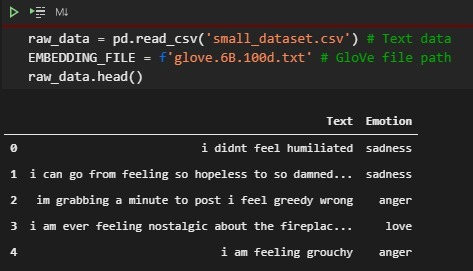 M↓
raw_data = pd.read_csv('small_dataset.csv') # Text data
EMBEDDING_FILE = f'glove.6B.100d.txt' # GloVe file path
raw_data.head()
Text Emotion
0 i didnt feel humiliated sadness
1 i can go from feeling so hopeless to so damned... sadness
2 im grabbing a minute to post i feel greedy wrong anger
3 i am ever feeling nostalgic about the fireplac... love
4 i am feeling grouchy anger